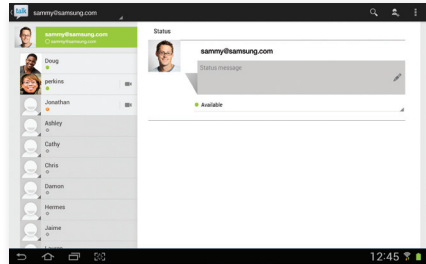 talk sammy@samsung.com
sammy@samsung.com
sammy@samsung.com
Doug
perkins
Jonathan
Ashley
Cathy
Chris
Damon
Hermes
Jaime
Status
sammy@samsung.com
Status message
Available
12:45